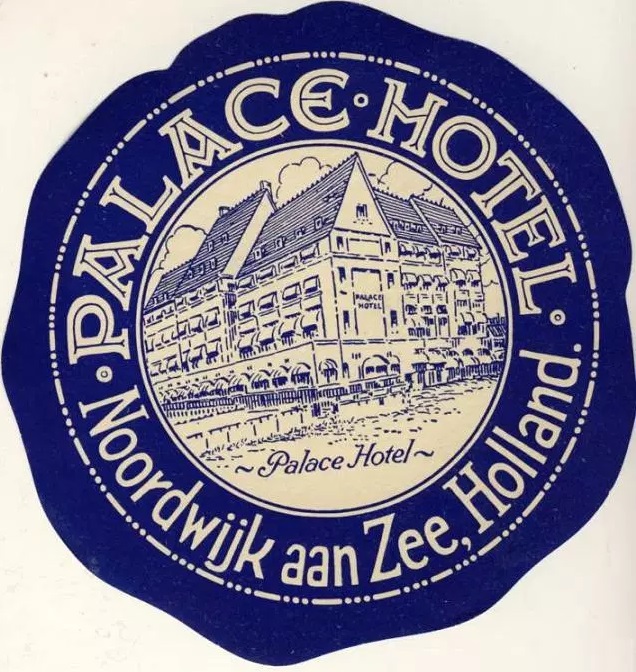 · PALACE · HOTEL ·
Noordwijk aan Zee, Holland.
PALACE
HOTEL
~ Palace Hotel ~